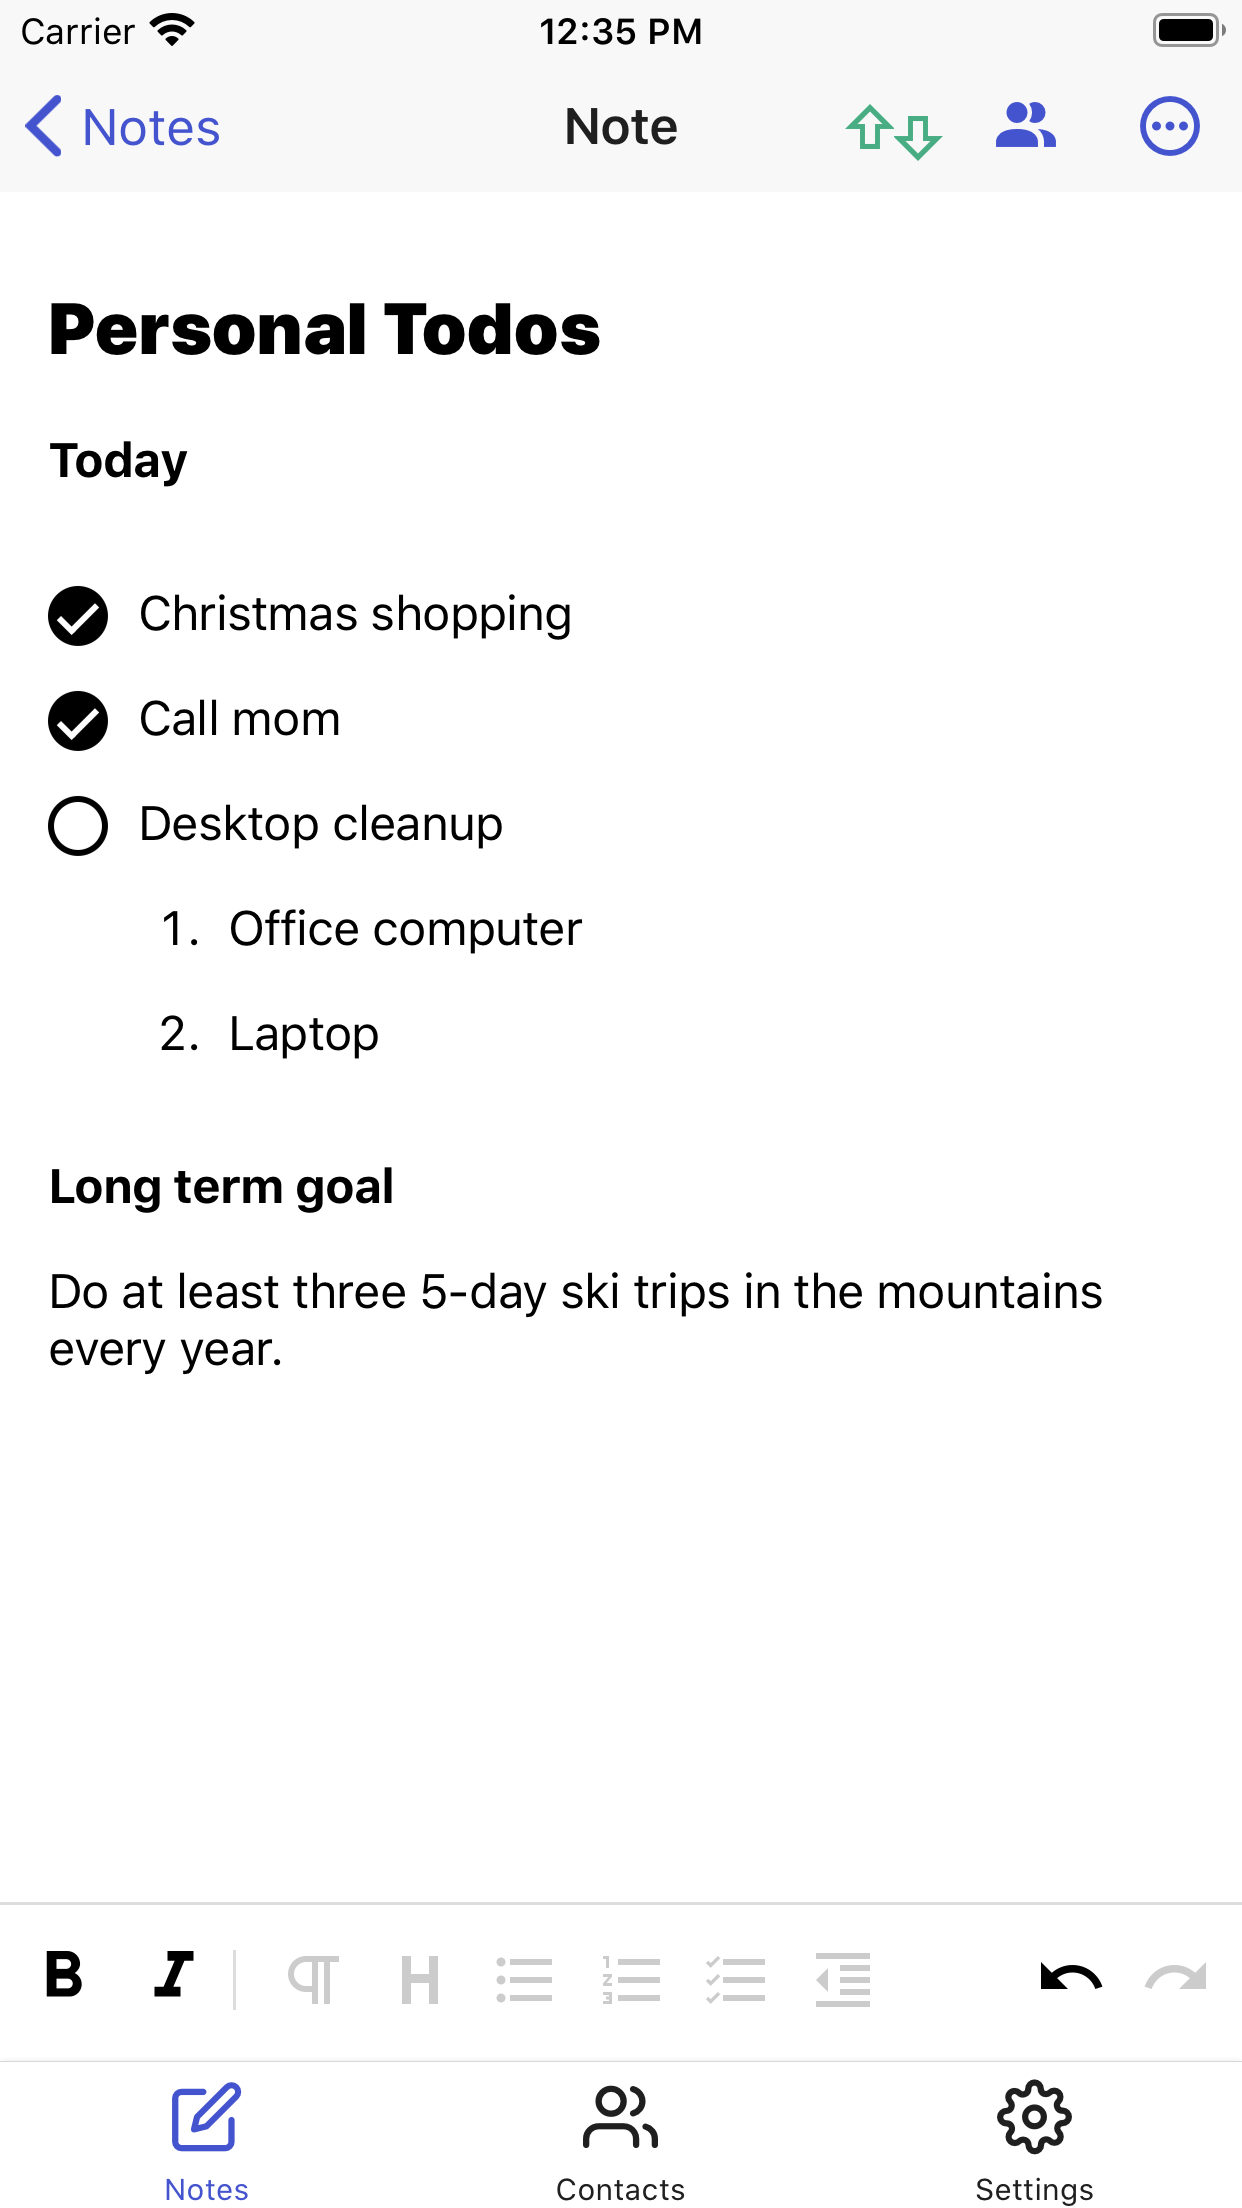 Carrier 12:35 PM
Notes Note
Personal Todos
Today
Christmas shopping
Call mom
Desktop cleanup
1. Office computer
2. Laptop
Long term goal
Do at least three 5-day ski trips in the mountains
every year.
Notes Contacts Settings